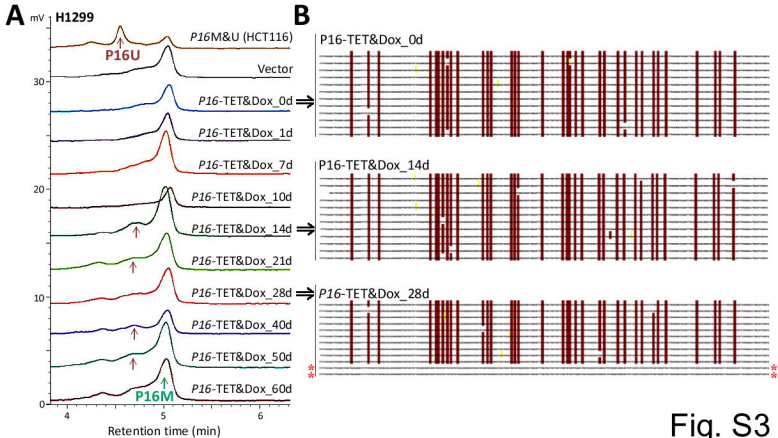 A
B
mV
H1299
P16M&U (HCT116)
P16U
Vector
30
P16-TET&Dox_0d
P16-TET&Dox_1d
P16-TET&Dox_7d
20
P16-TET&Dox_10d
P16-TET&Dox_14d
P16-TET&Dox_21d
10
P16-TET&Dox_28d
P16-TET&Dox_40d
P16-TET&Dox_50d
P16-TET&Dox_60d
P16M
0
4 5 6
Retention time (min)
P16-TET&Dox_0d
P16-TET&Dox_14d
P16-TET&Dox_28d
* *
* *
Fig. S3